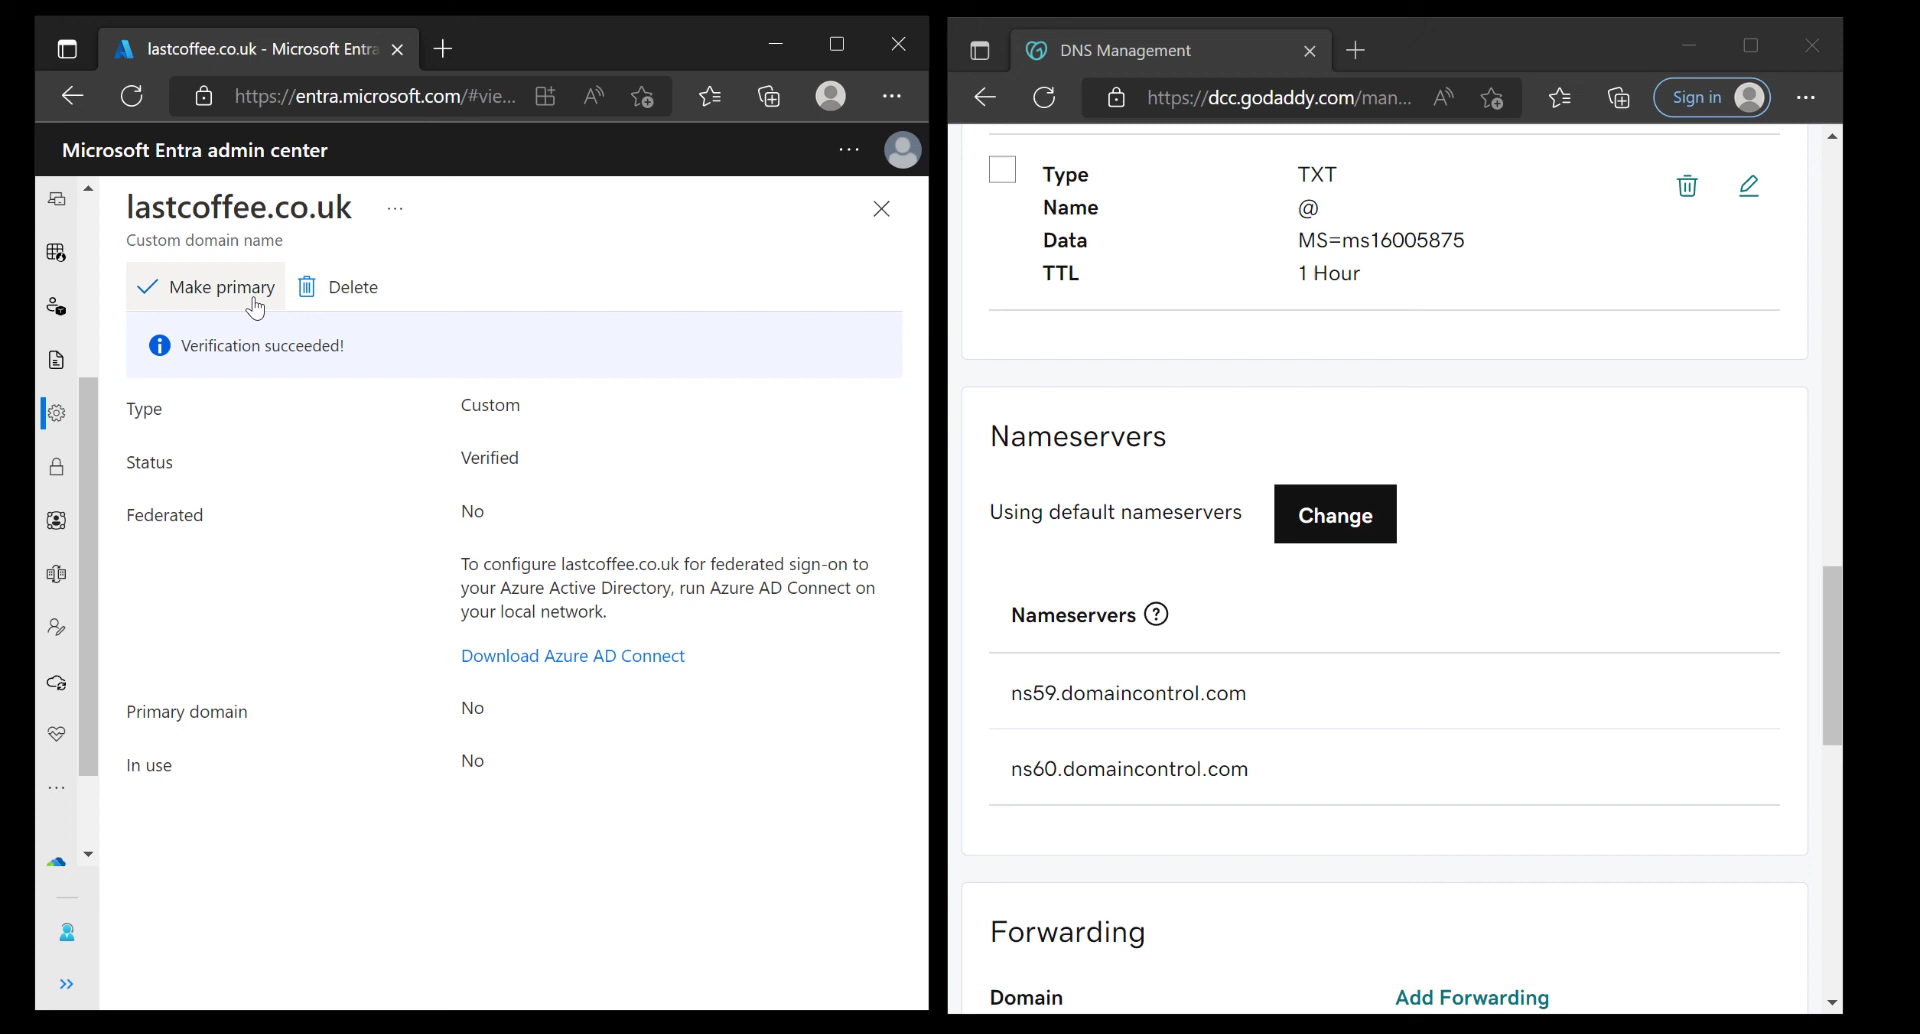 lastcoffee.co.uk - Microsoft Entra
https://entra.microsoft.com/#vie...
Microsoft Entra admin center
lastcoffee.co.uk
Custom domain name
Make primary
Delete
Verification succeeded!
Type
Custom
Status
Verified
Federated
No
To configure lastcoffee.co.uk for federated sign-on to
your Azure Active Directory, run Azure AD Connect on
your local network.
Download Azure AD Connect
Primary domain
No
In use
No
DNS Management
https://dcc.godaddy.com/man...
Sign in
Type
TXT
Name
@
Data
MS=ms16005875
TTL
1 Hour
Nameservers
Using default nameservers
Change
Nameservers
ns59.domaincontrol.com
ns60.domaincontrol.com
Forwarding
Domain
Add Forwarding